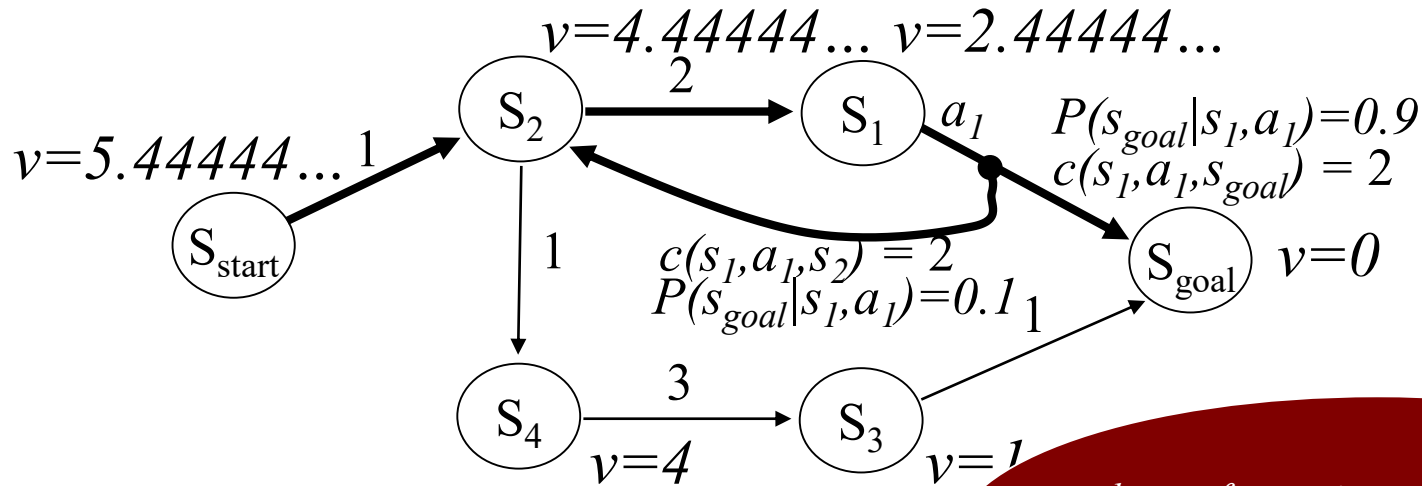 v=4.44444... v=2.44444...
2
S2
S1
a1
P(sgoal|s1,a1)=0.9
c(s1,a1,sgoal) = 2
v=5.44444...
1
Sstart
1
c(s1,a1,s2) = 2
P(sgoal|s1,a1)=0.1
Sgoal
v=0
1
3
S4
S3
v=4
v=1